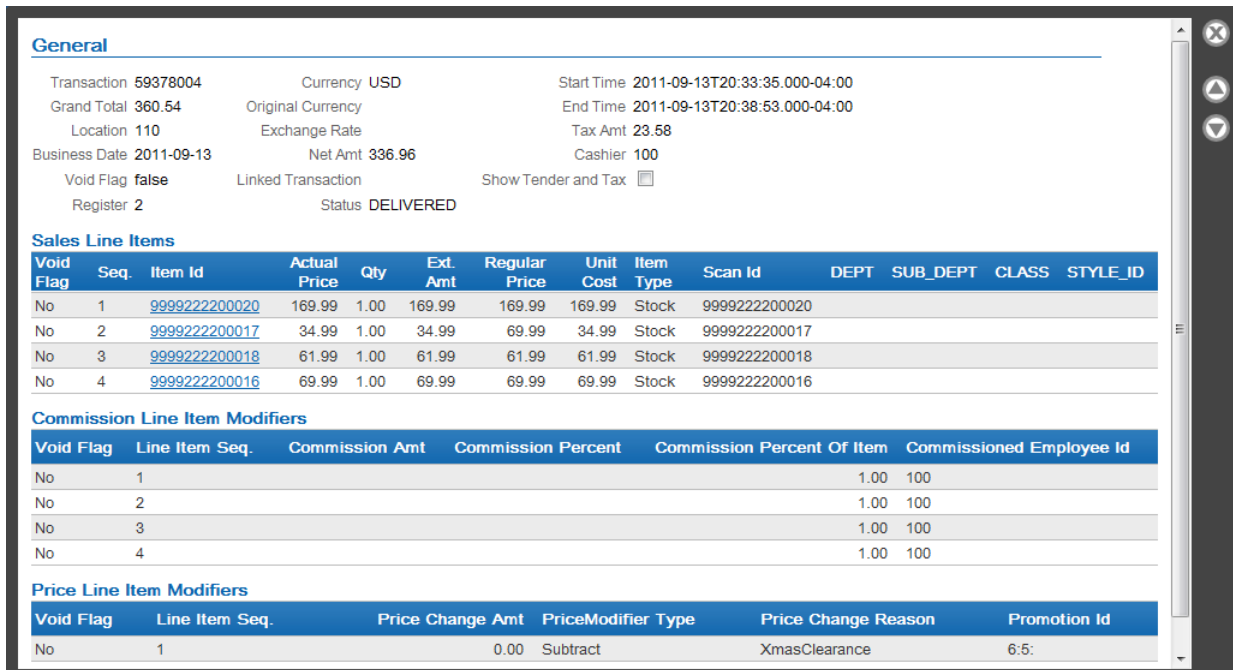 General
Transaction 59378004 Currency USD Start Time 2011-09-13T20:33:35.000-04:00
Grand Total 360.54 Original Currency End Time 2011-09-13T20:38:53.000-04:00
Location 110 Exchange Rate Tax Amt 23.58
Business Date 2011-09-13 Net Amt 336.96 Cashier 100
Void Flag false Linked Transaction Show Tender and Tax
Register 2 Status DELIVERED
Sales Line Items
Void Flag Seq. Item Id Actual Price Qty Ext. Amt Regular Price Unit Cost Item Type Scan Id DEPT SUB_DEPT CLASS STYLE_ID
No 1 9999222200020 169.99 1.00 169.99 169.99 169.99 Stock 9999222200020
No 2 9999222200017 34.99 1.00 34.99 69.99 34.99 Stock 9999222200017
No 3 9999222200018 61.99 1.00 61.99 61.99 61.99 Stock 9999222200018
No 4 9999222200016 69.99 1.00 69.99 69.99 69.99 Stock 9999222200016
Commission Line Item Modifiers
Void Flag Line Item Seq. Commission Amt Commission Percent Commission Percent Of Item Commissioned Employee Id
No 1 1.00 100
No 2 1.00 100
No 3 1.00 100
No 4 1.00 100
Price Line Item Modifiers
Void Flag Line Item Seq. Price Change Amt PriceModifier Type Price Change Reason Promotion Id
No 1 0.00 Subtract XmasClearance 6:5: